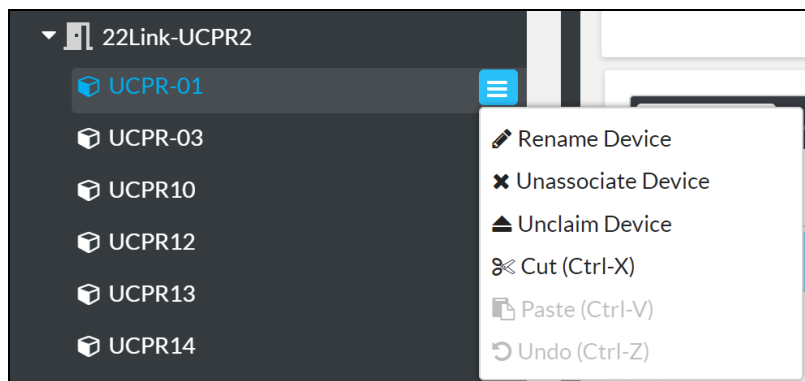 22Link-UCPR2
UCPR-01
UCPR-03
UCPR10
UCPR12
UCPR13
UCPR14
Rename Device
Unassociate Device
Unclaim Device
Cut (Ctrl-X)
Paste (Ctrl-V)
Undo (Ctrl-Z)